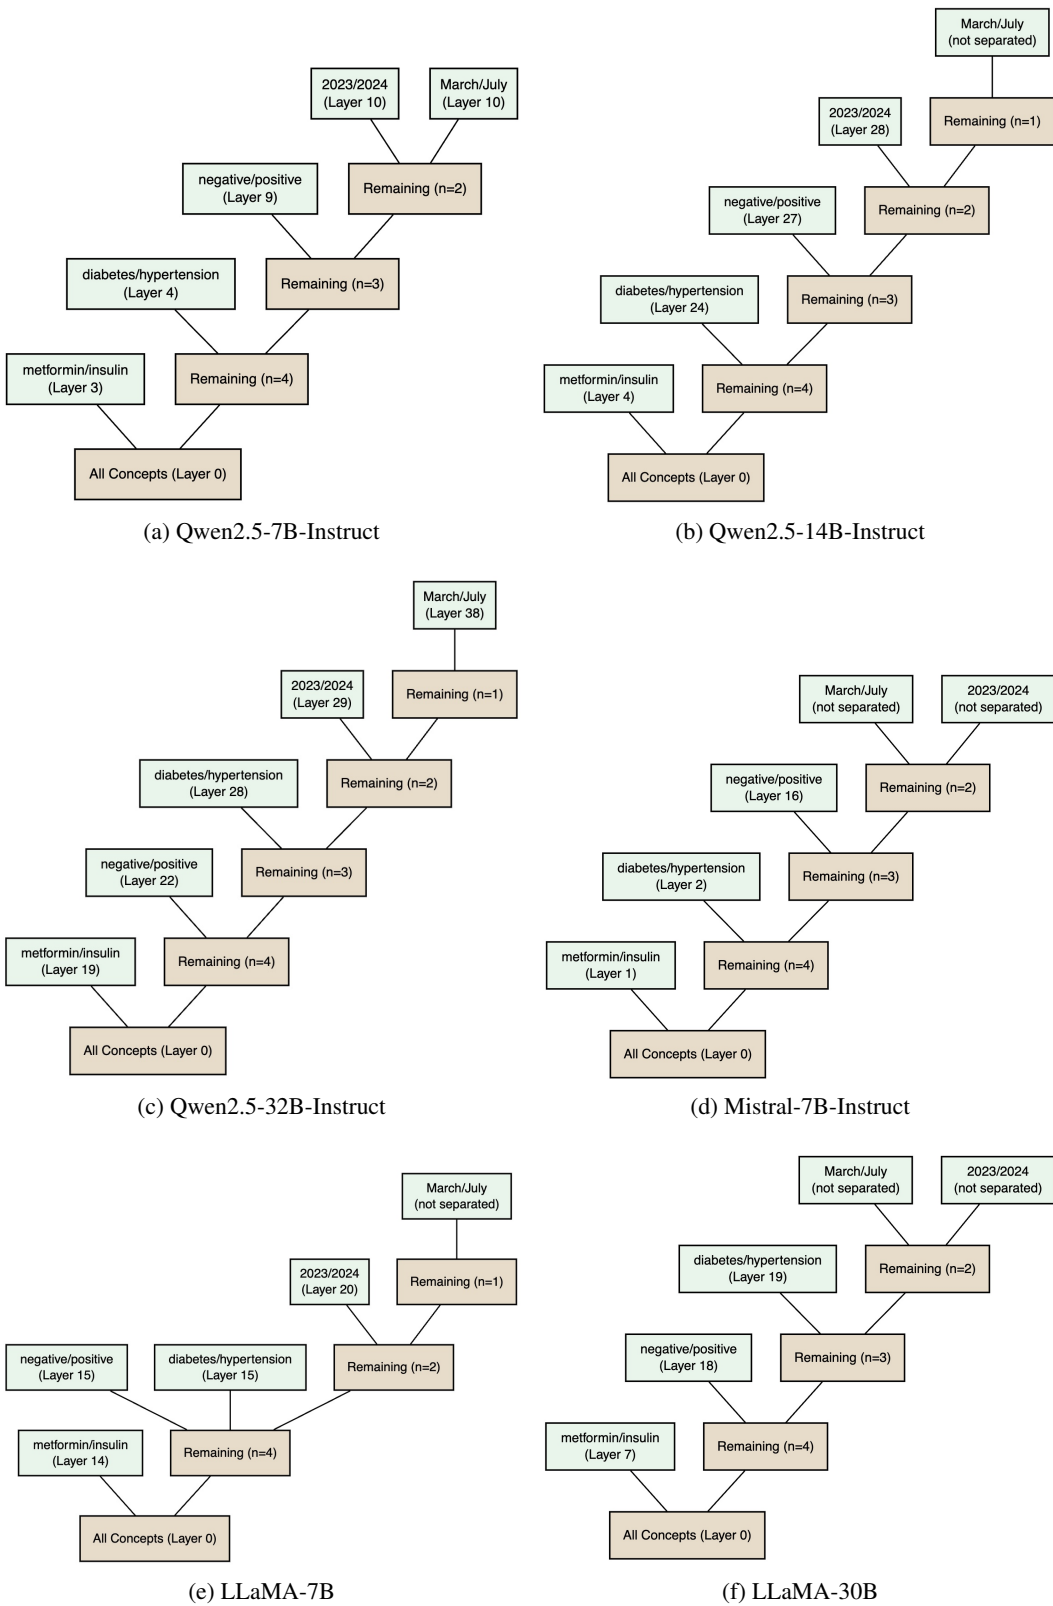 2023/2024
(Layer 10)
March/July
(Layer 10)
negative/positive
(Layer 9)
Remaining (n=2)
diabetes/hypertension
(Layer 4)
Remaining (n=3)
metformin/insulin
(Layer 3)
Remaining (n=4)
All Concepts (Layer 0)
(a) Qwen2.5-7B-Instruct
March/July
(not separated)
2023/2024
(Layer 28)
Remaining (n=1)
negative/positive
(Layer 27)
Remaining (n=2)
diabetes/hypertension
(Layer 24)
Remaining (n=3)
metformin/insulin
(Layer 4)
Remaining (n=4)
All Concepts (Layer 0)
(b) Qwen2.5-14B-Instruct
March/July
(Layer 38)
2023/2024
(Layer 29)
Remaining (n=1)
diabetes/hypertension
(Layer 28)
Remaining (n=2)
negative/positive
(Layer 22)
Remaining (n=3)
metformin/insulin
(Layer 19)
Remaining (n=4)
All Concepts (Layer 0)
(c) Qwen2.5-32B-Instruct
March/July
(not separated)
2023/2024
(not separated)
negative/positive
(Layer 16)
Remaining (n=2)
diabetes/hypertension
(Layer 2)
Remaining (n=3)
metformin/insulin
(Layer 1)
Remaining (n=4)
All Concepts (Layer 0)
(d) Mistral-7B-Instruct
March/July
(not separated)
2023/2024
(Layer 20)
Remaining (n=1)
negative/positive
(Layer 15)
diabetes/hypertension
(Layer 15)
Remaining (n=2)
metformin/insulin
(Layer 14)
Remaining (n=4)
All Concepts (Layer 0)
(e) LLaMA-7B
March/July
(not separated)
2023/2024
(not separated)
diabetes/hypertension
(Layer 19)
Remaining (n=2)
negative/positive
(Layer 18)
Remaining (n=3)
metformin/insulin
(Layer 7)
Remaining (n=4)
All Concepts (Layer 0)
(f) LLaMA-30B